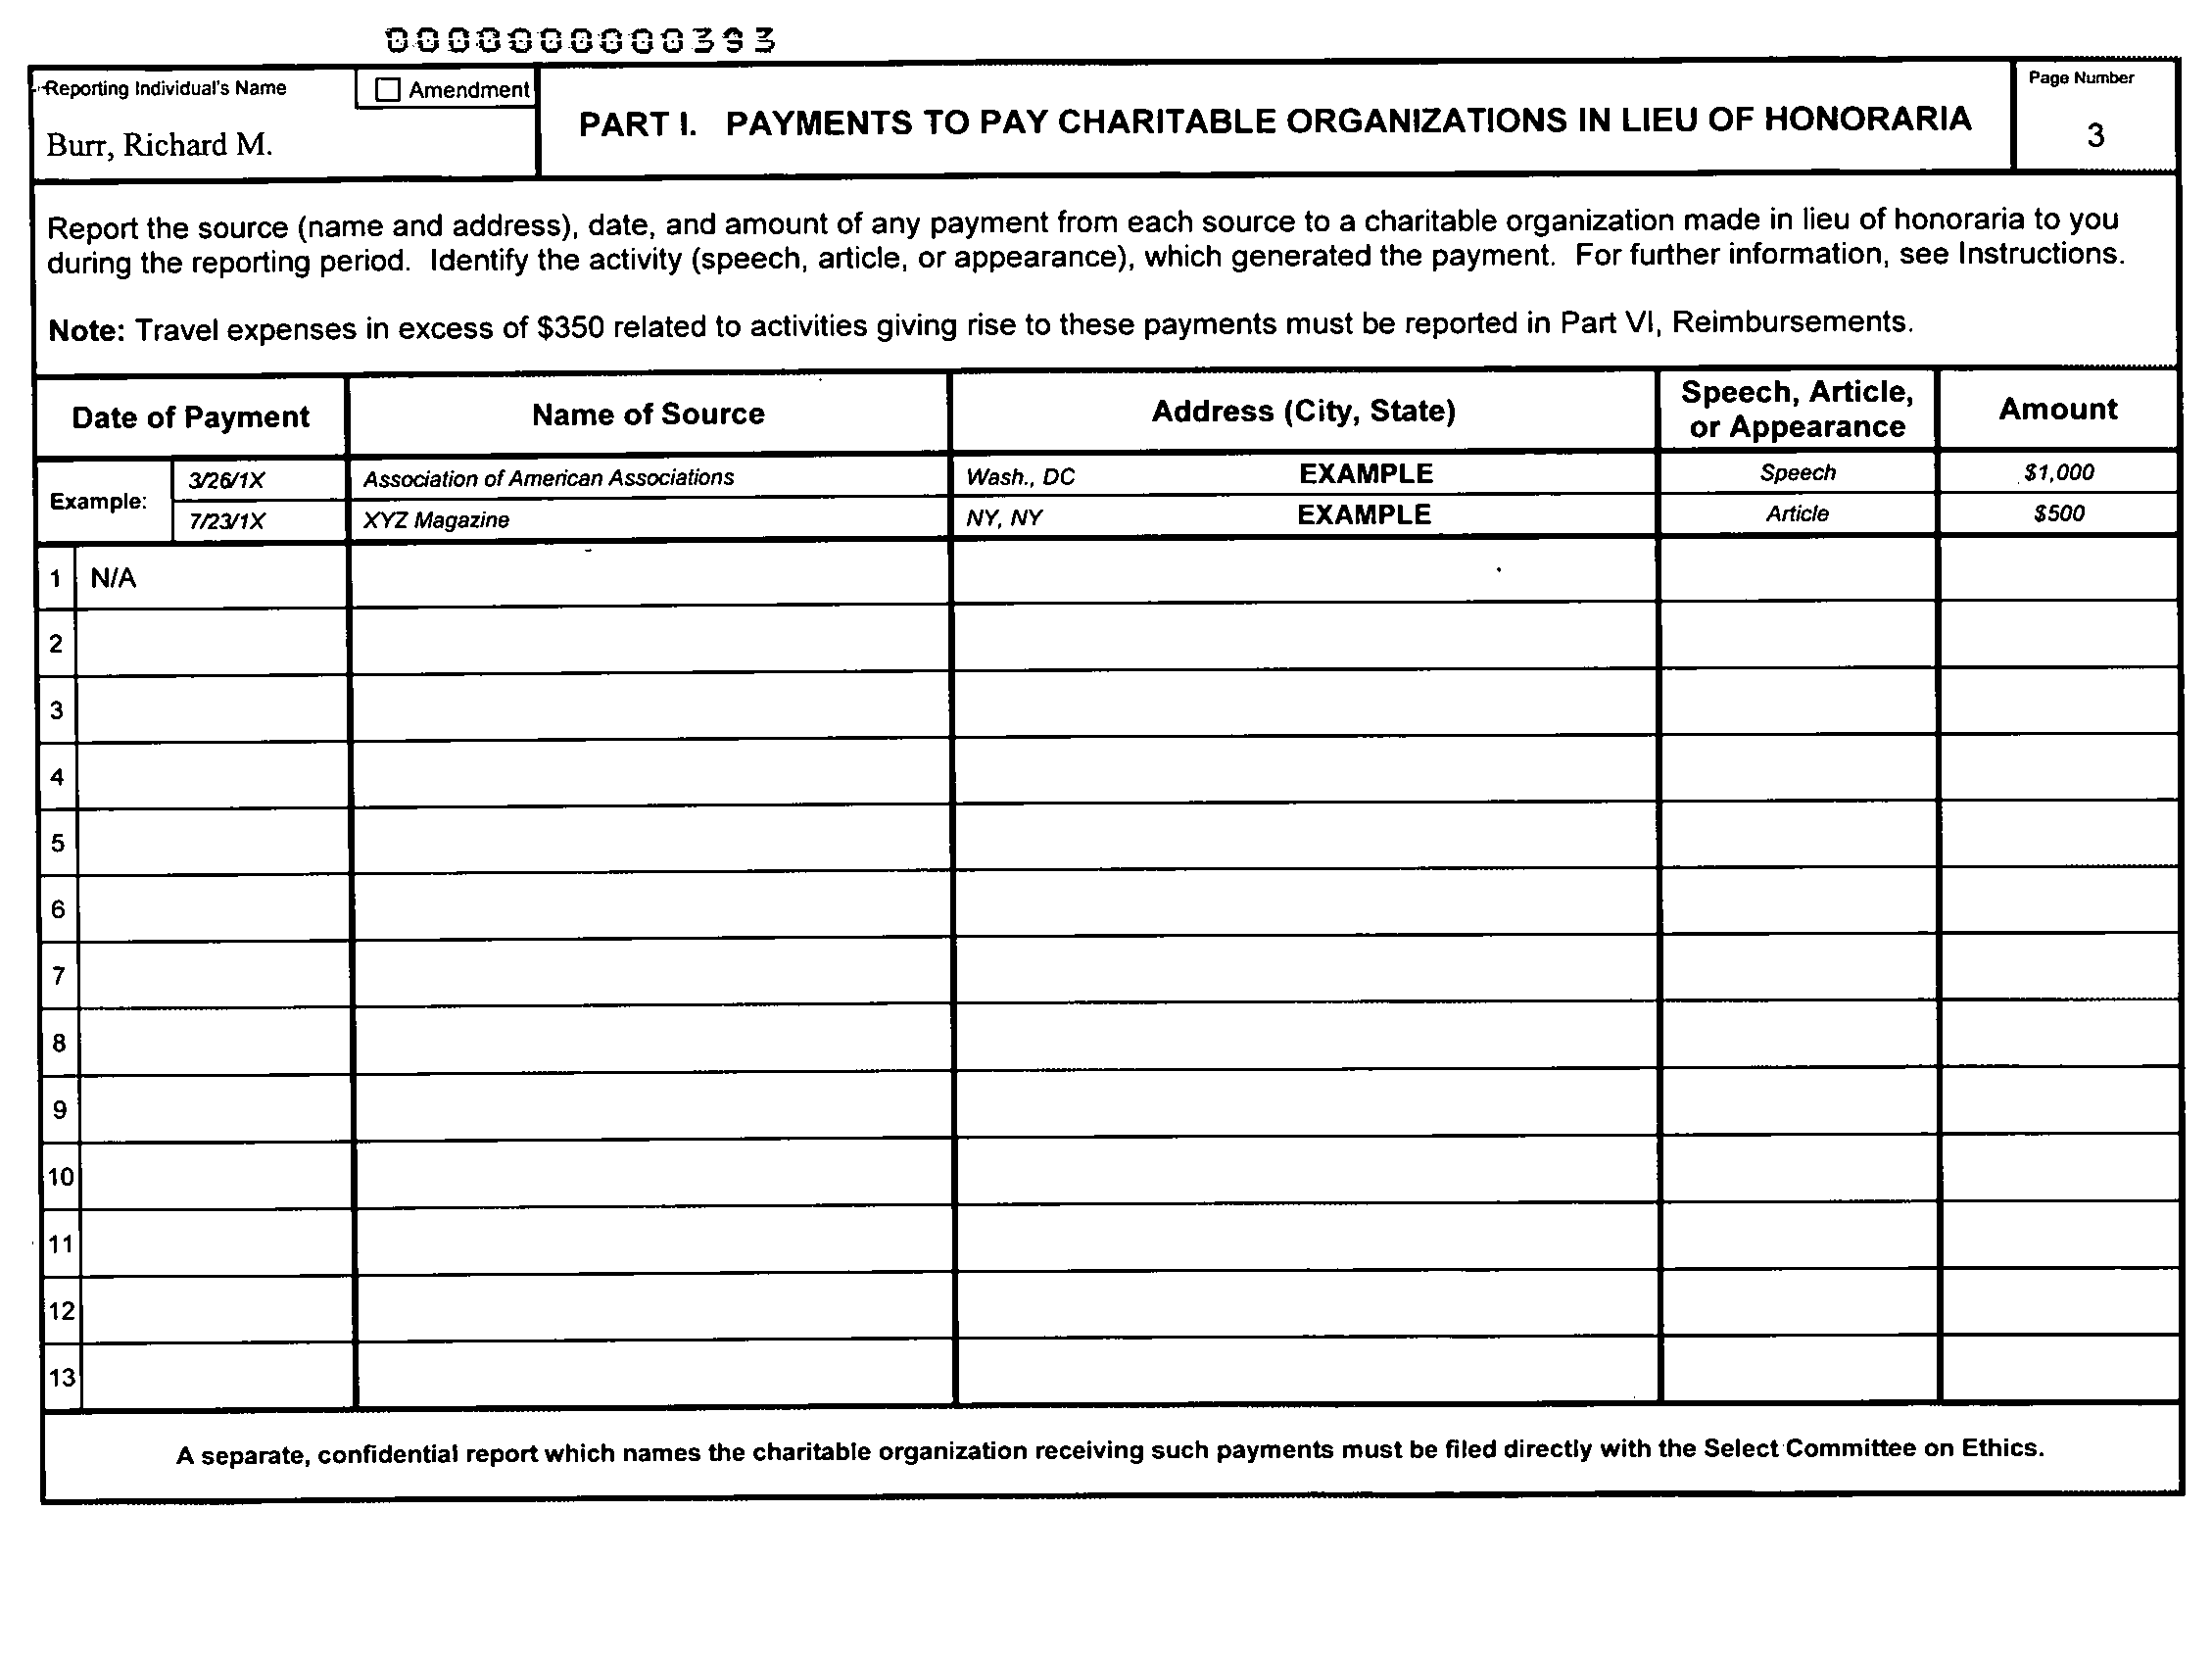 0000000000393
Reporting Individual's Name
☐ Amendment
Burr, Richard M.
PART I. PAYMENTS TO PAY CHARITABLE ORGANIZATIONS IN LIEU OF HONORARIA
Page Number
3
Report the source (name and address), date, and amount of any payment from each source to a charitable organization made in lieu of honoraria to you
during the reporting period. Identify the activity (speech, article, or appearance), which generated the payment. For further information, see Instructions.
Note: Travel expenses in excess of $350 related to activities giving rise to these payments must be reported in Part VI, Reimbursements.
Date of Payment Name of Source Address (City, State) Speech, Article, or Appearance Amount
Example: 3/26/1X Association of American Associations Wash., DC EXAMPLE Speech $1,000
7/23/1X XYZ Magazine NY, NY EXAMPLE Article $500
1 N/A
2
3
4
5
6
7
8
9
10
11
12
13
A separate, confidential report which names the charitable organization receiving such payments must be filed directly with the Select Committee on Ethics.